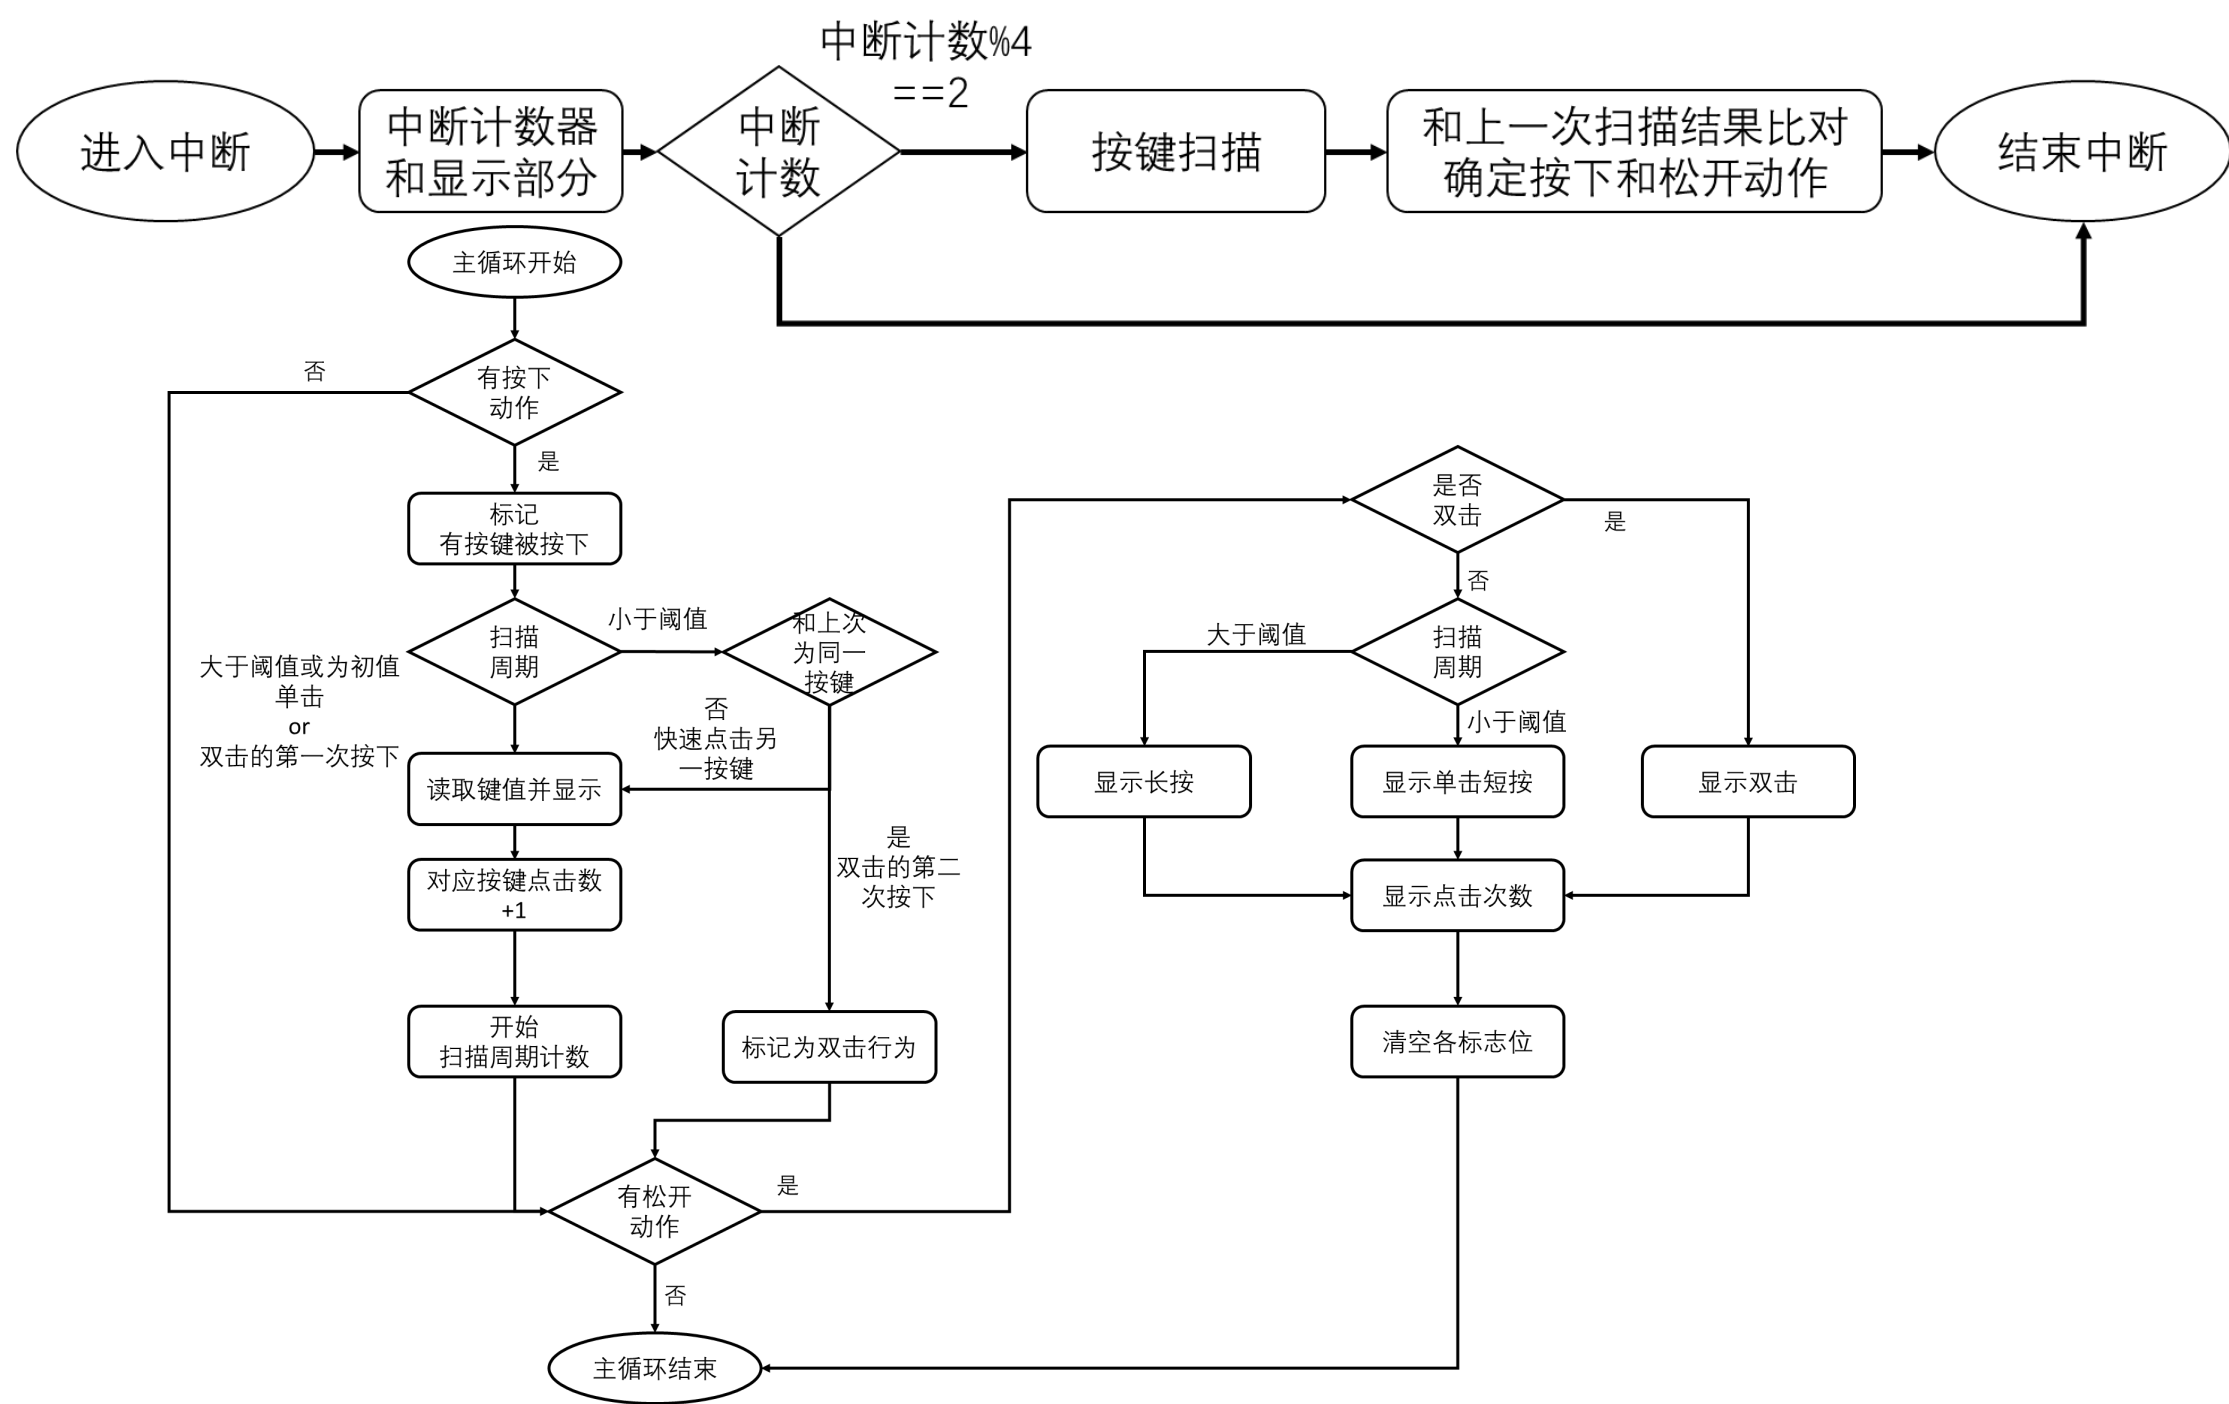 中断计数%4
==2
进入中断
中断计数器
和显示部分
中断
计数
按键扫描
和上一次扫描结果比对
确定按下和松开动作
结束中断
主循环开始
否
有按下
动作
是
标记
有按键被按下
扫描
周期
小于阈值
和上次
为同一
按键
大于阈值或为初值
单击
or
双击的第一次按下
否
快速点击另
一按键
读取键值并显示
是
双击的第二
次按下
对应按键点击数
+1
开始
扫描周期计数
标记为双击行为
有松开
动作
是
否
主循环结束
是否
双击
是
否
扫描
周期
大于阈值
小于阈值
显示长按
显示单击短按
显示双击
显示点击次数
清空各标志位